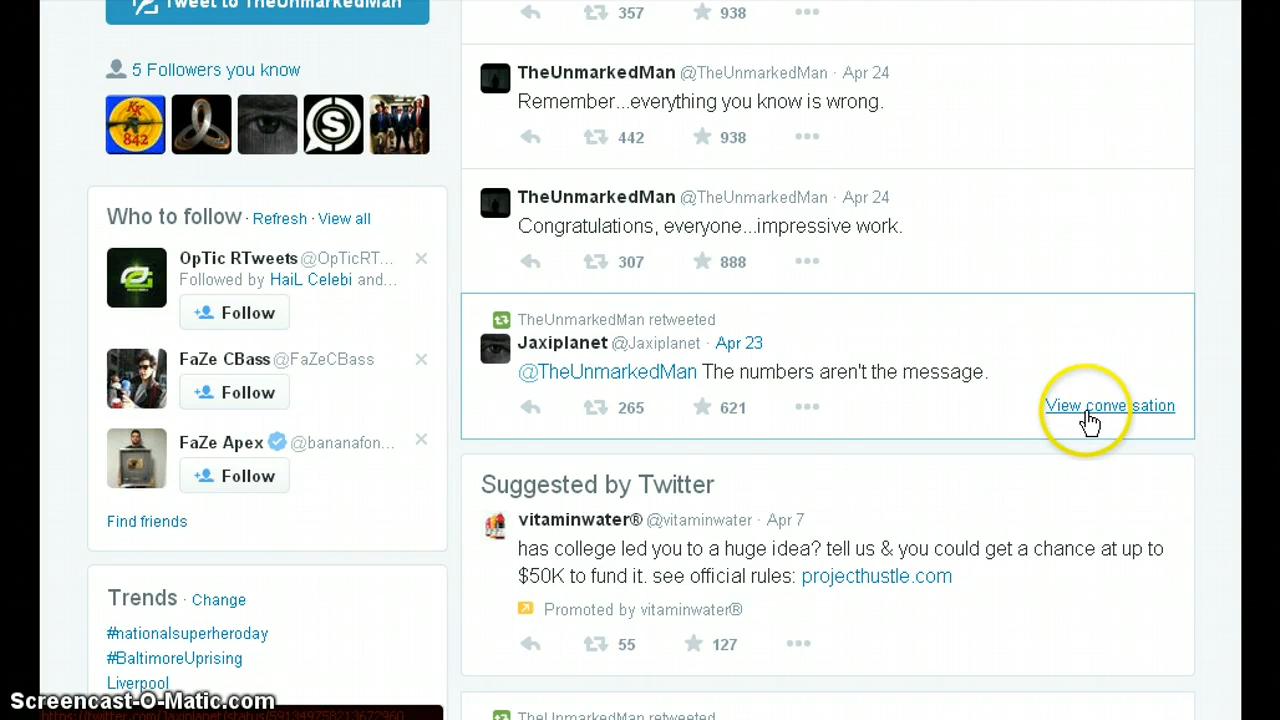 Tweet to TheUnmarkedMan
5 Followers you know
KK
842
S
Who to follow · Refresh · View all
OpTic RTweets @OpTicRT...
Followed by HaiL Celebi and...
Follow
FaZe CBass @FaZeCBass
Follow
FaZe Apex @bananafon...
Follow
Find friends
Trends · Change
#nationalsuperheroday
#BaltimoreUprising
Liverpool
357 938
TheUnmarkedMan @TheUnmarkedMan · Apr 24
Remember...everything you know is wrong.
442 938
TheUnmarkedMan @TheUnmarkedMan · Apr 24
Congratulations, everyone...impressive work.
307 888
TheUnmarkedMan retweeted
Jaxiplanet @Jaxiplanet · Apr 23
@TheUnmarkedMan The numbers aren't the message.
265 621 View conversation
Suggested by Twitter
vitaminwater® @vitaminwater · Apr 7
has college led you to a huge idea? tell us & you could get a chance at up to
$50K to fund it. see official rules: projecthustle.com
Promoted by vitaminwater®
55 127
TheUnmarkedMan retweeted
Screencast-O-Matic.com